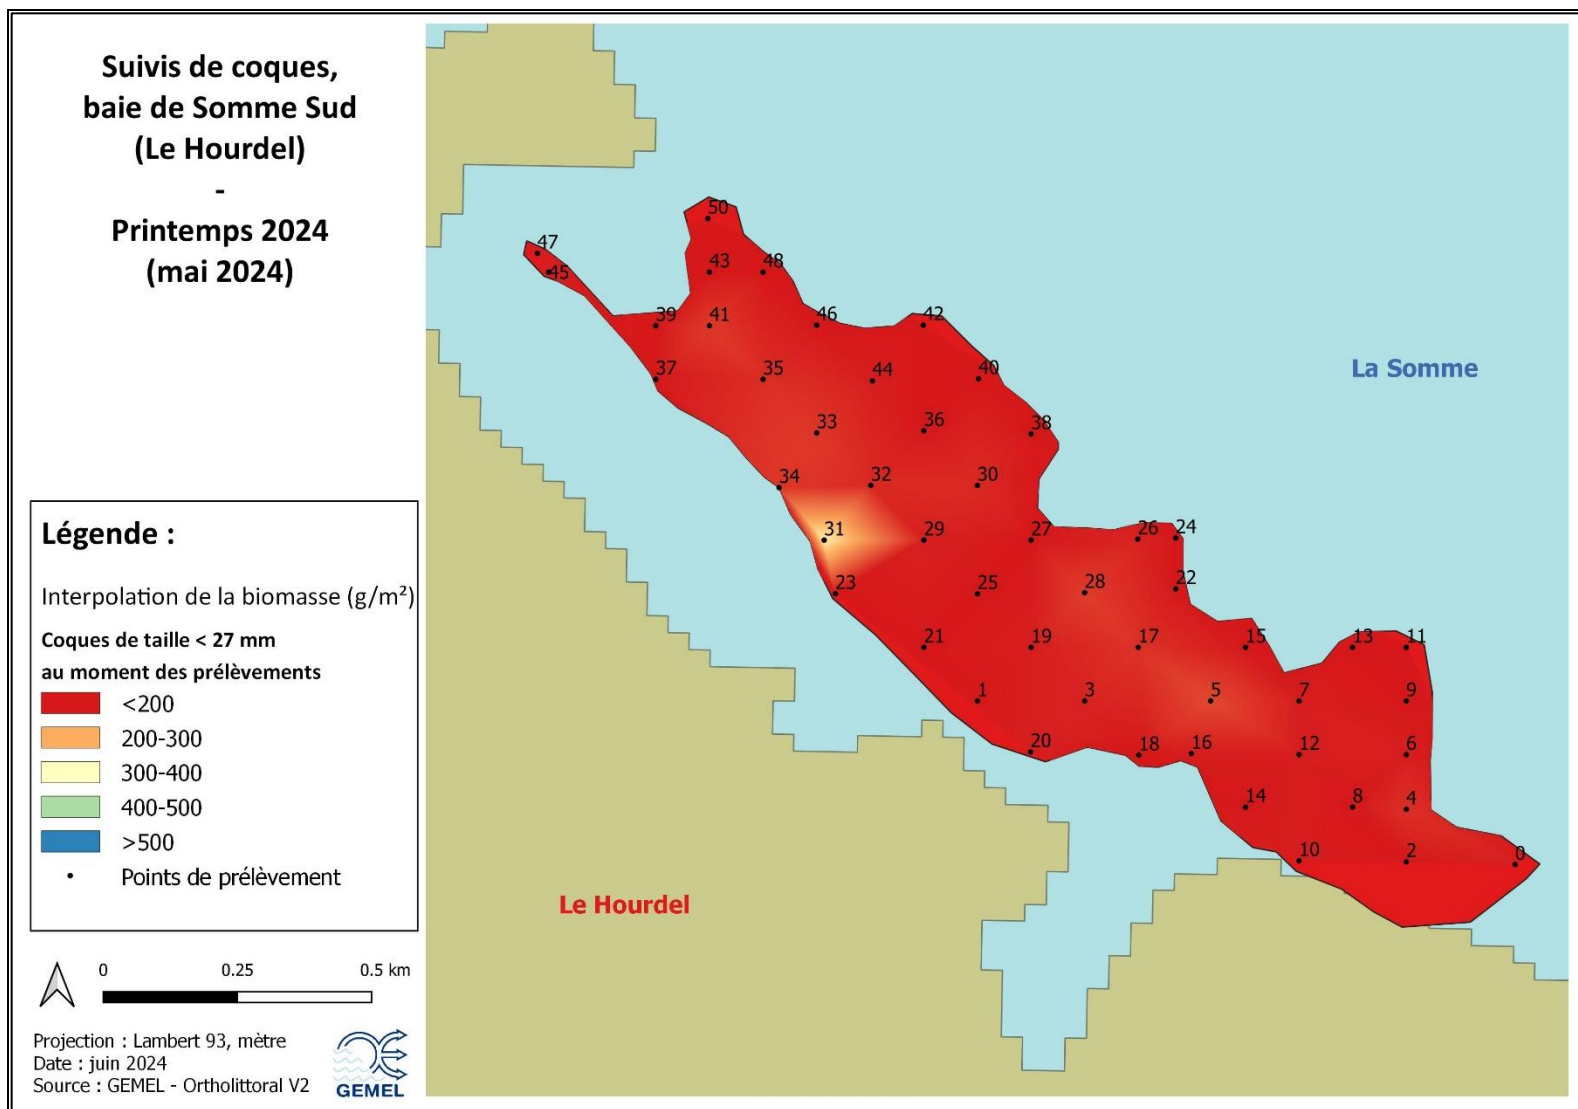 Suivis de coques,
baie de Somme Sud
(Le Hourdel)
-
Printemps 2024
(mai 2024)
Légende :
Interpolation de la biomasse (g/m²)
Coques de taille < 27 mm
au moment des prélèvements
<200
200-300
300-400
400-500
>500
Points de prélèvement
0 0.25 0.5 km
Projection : Lambert 93, mètre
Date : juin 2024
Source : GEMEL - Ortholittoral V2
GEMEL
50
47
45 43 48
39 41 46 42
37 35 44 40
33 36 38
34 32 30
31 29 27 26 24
23 25 28 22
21 19 17 15 13 11
1 3 5 7 9
20 18 16 12 6
14 8 4
10 2 0
La Somme
Le Hourdel